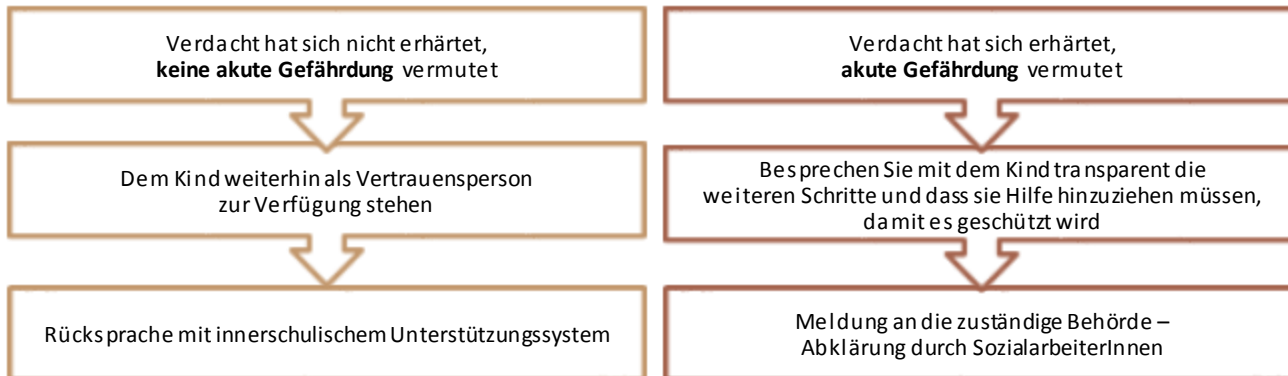 Verdacht hat sich nicht erhärtet,
keine akute Gefährdung vermutet
Dem Kind weiterhin als Vertrauensperson
zur Verfügung stehen
Rücksprache mit innerschulischem Unterstützungssystem
Verdacht hat sich erhärtet,
akute Gefährdung vermutet
Besprechen Sie mit dem Kind transparent die
weiteren Schritte und dass sie Hilfe hinzuziehen müssen,
damit es geschützt wird
Meldung an die zuständige Behörde –
Abklärung durch SozialarbeiterInnen